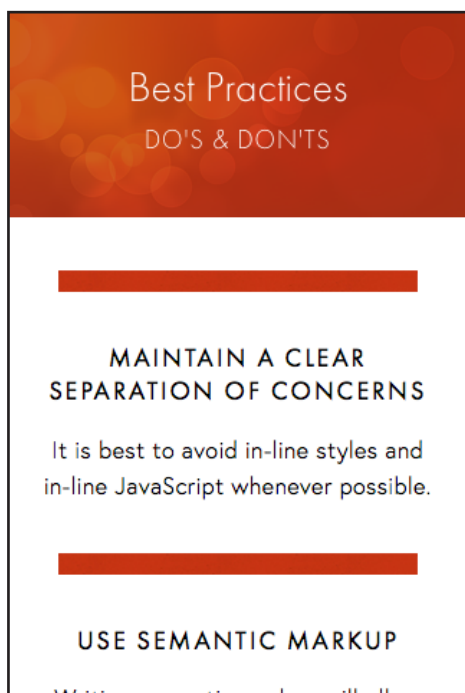 Best Practices
DO'S & DON'TS
MAINTAIN A CLEAR
SEPARATION OF CONCERNS
It is best to avoid in-line styles and
in-line JavaScript whenever possible.
USE SEMANTIC MARKUP